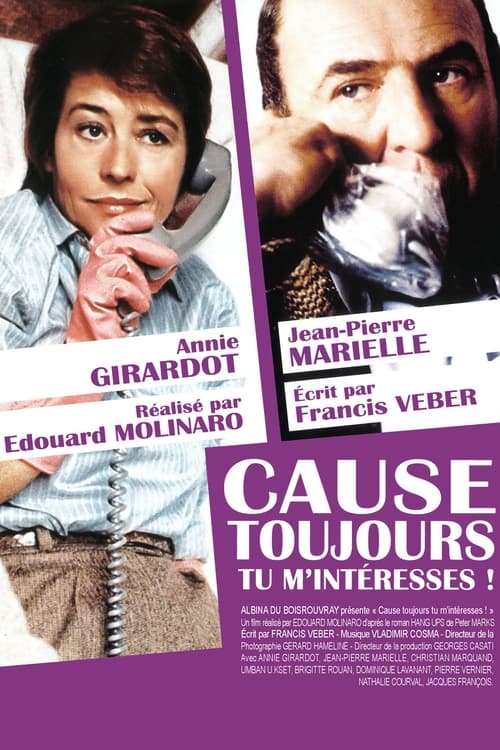 Annie
GIRARDOT
Jean-Pierre
MARIELLE
Réalisé par
Edouard MOLINARO
Écrit par
Francis VEBER
CAUSE
TOUJOURS
TU M'INTÉRESSES !
ALBINA DU BOISROUVRAY présente « Cause toujours tu m'intéresses ! »
Un film réalisé par EDOUARD MOLINARO d'après le roman HANG UPS de Peter MARKS
Écrit par FRANCIS VEBER - Musique VLADIMIR COSMA - Directeur de la
Photographie GERARD HAMELINE - Directeur de la production GEORGES CASATI
Avec ANNIE GIRARDOT, JEAN-PIERRE MARIELLE, CHRISTIAN MARQUAND,
UMBAN U.KSET, BRIGITTE ROUAN, DOMINIQUE LAVANANT, PIERRE VERNIER,
NATHALIE COURVAL, JACQUES FRANÇOIS.